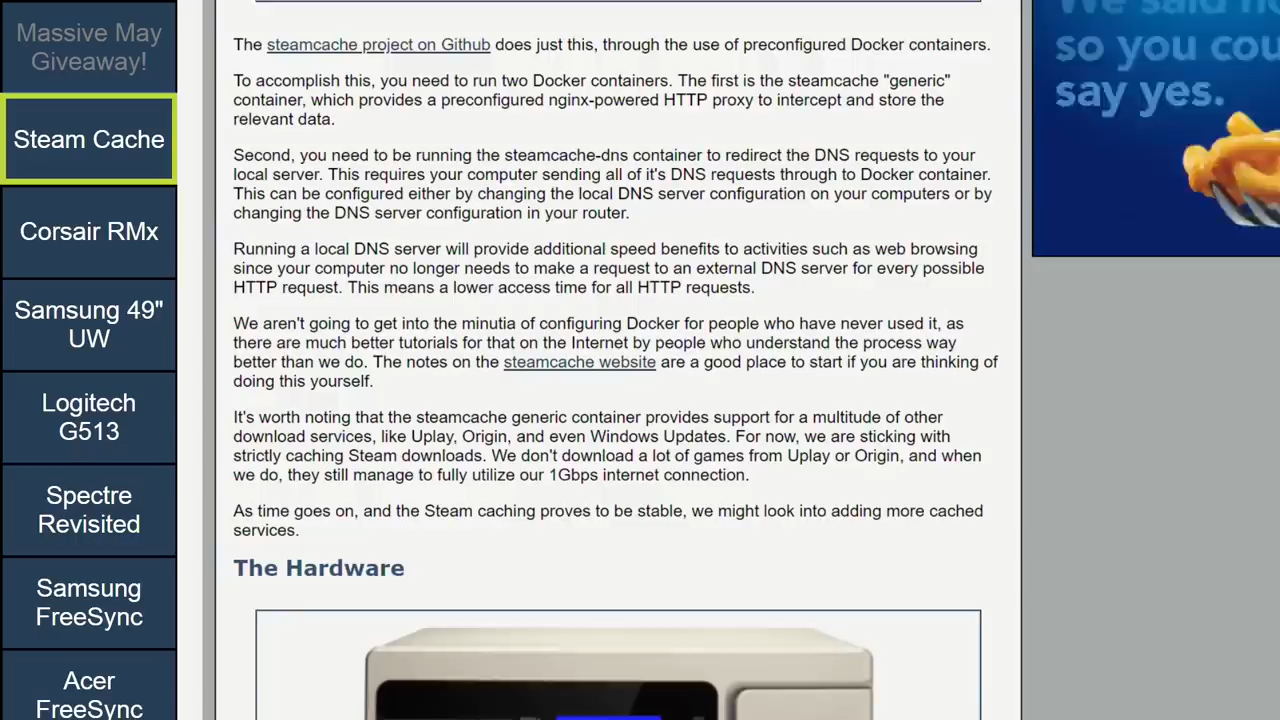 Massive May
Giveaway!
Steam Cache
Corsair RMx
Samsung 49"
UW
Logitech
G513
Spectre
Revisited
Samsung
FreeSync
Acer
FreeSync
The steamcache project on Github does just this, through the use of preconfigured Docker containers.
To accomplish this, you need to run two Docker containers. The first is the steamcache "generic"
container, which provides a preconfigured nginx-powered HTTP proxy to intercept and store the
relevant data.
Second, you need to be running the steamcache-dns container to redirect the DNS requests to your
local server. This requires your computer sending all of it's DNS requests through to Docker container.
This can be configured either by changing the local DNS server configuration on your computers or by
changing the DNS server configuration in your router.
Running a local DNS server will provide additional speed benefits to activities such as web browsing
since your computer no longer needs to make a request to an external DNS server for every possible
HTTP request. This means a lower access time for all HTTP requests.
We aren't going to get into the minutia of configuring Docker for people who have never used it, as
there are much better tutorials for that on the Internet by people who understand the process way
better than we do. The notes on the steamcache website are a good place to start if you are thinking of
doing this yourself.
It's worth noting that the steamcache generic container provides support for a multitude of other
download services, like Uplay, Origin, and even Windows Updates. For now, we are sticking with
strictly caching Steam downloads. We don't download a lot of games from Uplay or Origin, and when
we do, they still manage to fully utilize our 1Gbps internet connection.
As time goes on, and the Steam caching proves to be stable, we might look into adding more cached
services.
The Hardware
We said
so you
say yes.